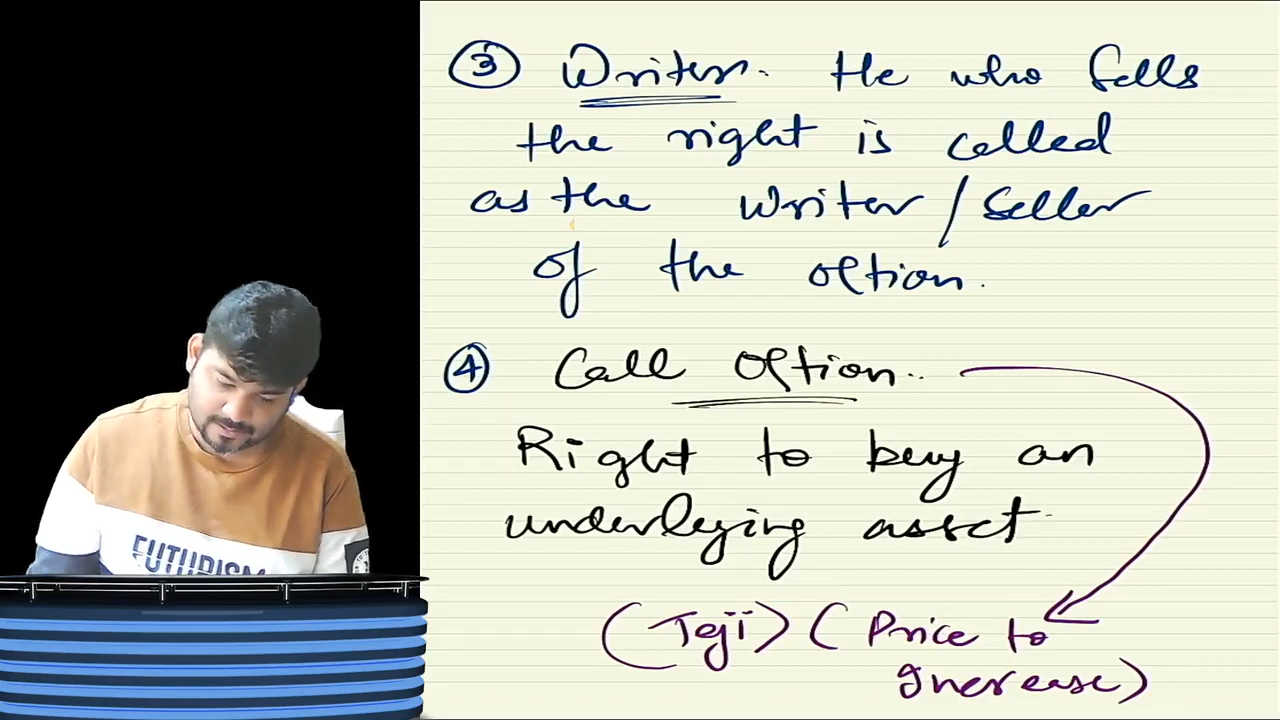 ③ Writer. He who sells
the right is called
as the writer/seller
of the option.
④ Call Option..
Right to buy an
underlying asset.
(Teji) (Price to
Increase)
FUTURISM